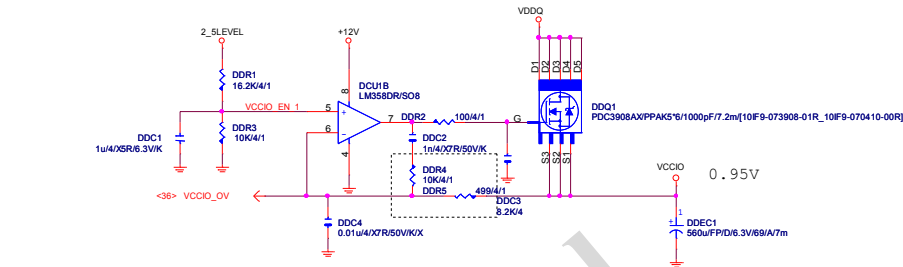 VDDQ
2_5LEVEL
+12V
D1
D2
D3
D4
D5
DDR1
16.2K/4/1
DCU1B
LM358DR/SO8
8
VCCIO_EN_1
5
+
7
DDR2
100/4/1
G
DDQ1
PDC3908AX/PPAK5*6/1000pF/7.2m/[10IF9-073908-01R_10IF9-070410-00R]
DDC1
1u/4/X5R/6.3V/K
DDR3
10K/4/1
6
-
4
DDC2
1n/4/X7R/50V/K
S3
S2
S1
DDR4
10K/4/1
VCCIO
0.95V
<36> VCCIO_OV
DDR5
499/4/1
DDC3
8.2K/4
DDC4
0.01u/4/X7R/50V/K/X
1
+
DDEC1
560u/FP/D/6.3V/69/A/7m